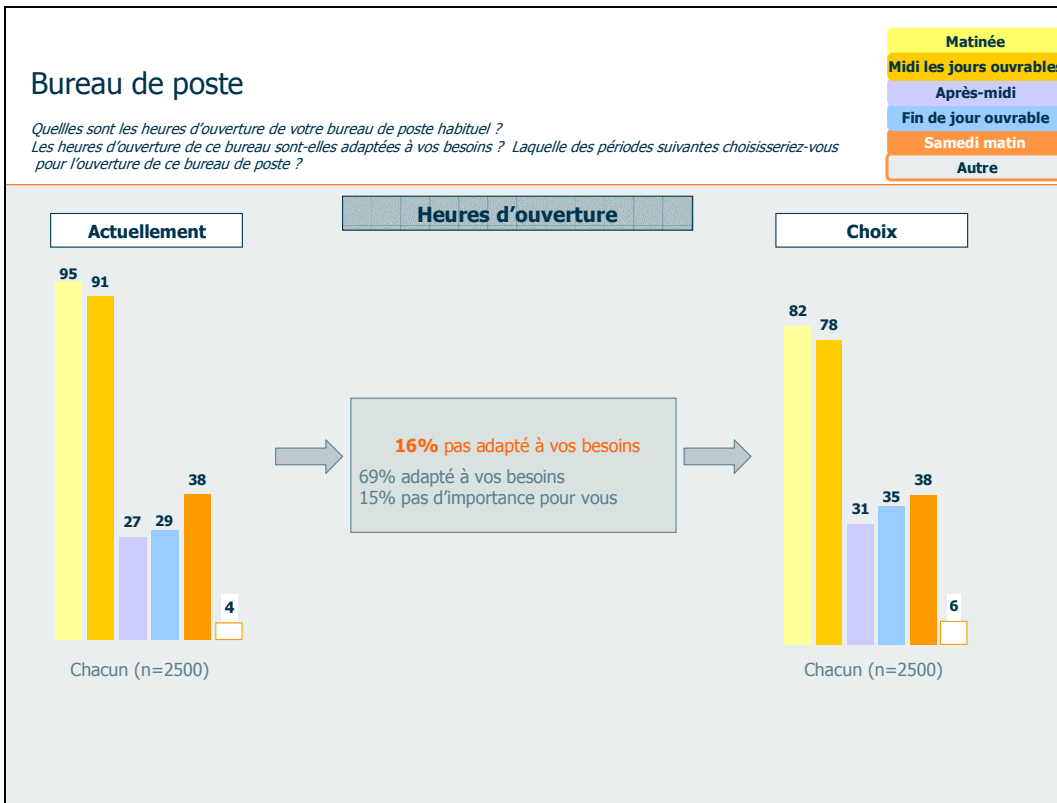 Bureau de poste
Quellles sont les heures d'ouverture de votre bureau de poste habituel ?
Les heures d'ouverture de ce bureau sont-elles adaptées à vos besoins ? Laquelle des périodes suivantes choisisseriez-vous
pour l'ouverture de ce bureau de poste ?
Matinée
Midi les jours ouvrables
Après-midi
Fin de jour ouvrable
Samedi matin
Autre
Heures d'ouverture
Actuellement
95
91
27
29
38
4
Chacun (n=2500)
16% pas adapté à vos besoins
69% adapté à vos besoins
15% pas d'importance pour vous
Choix
82
78
31
35
38
6
Chacun (n=2500)